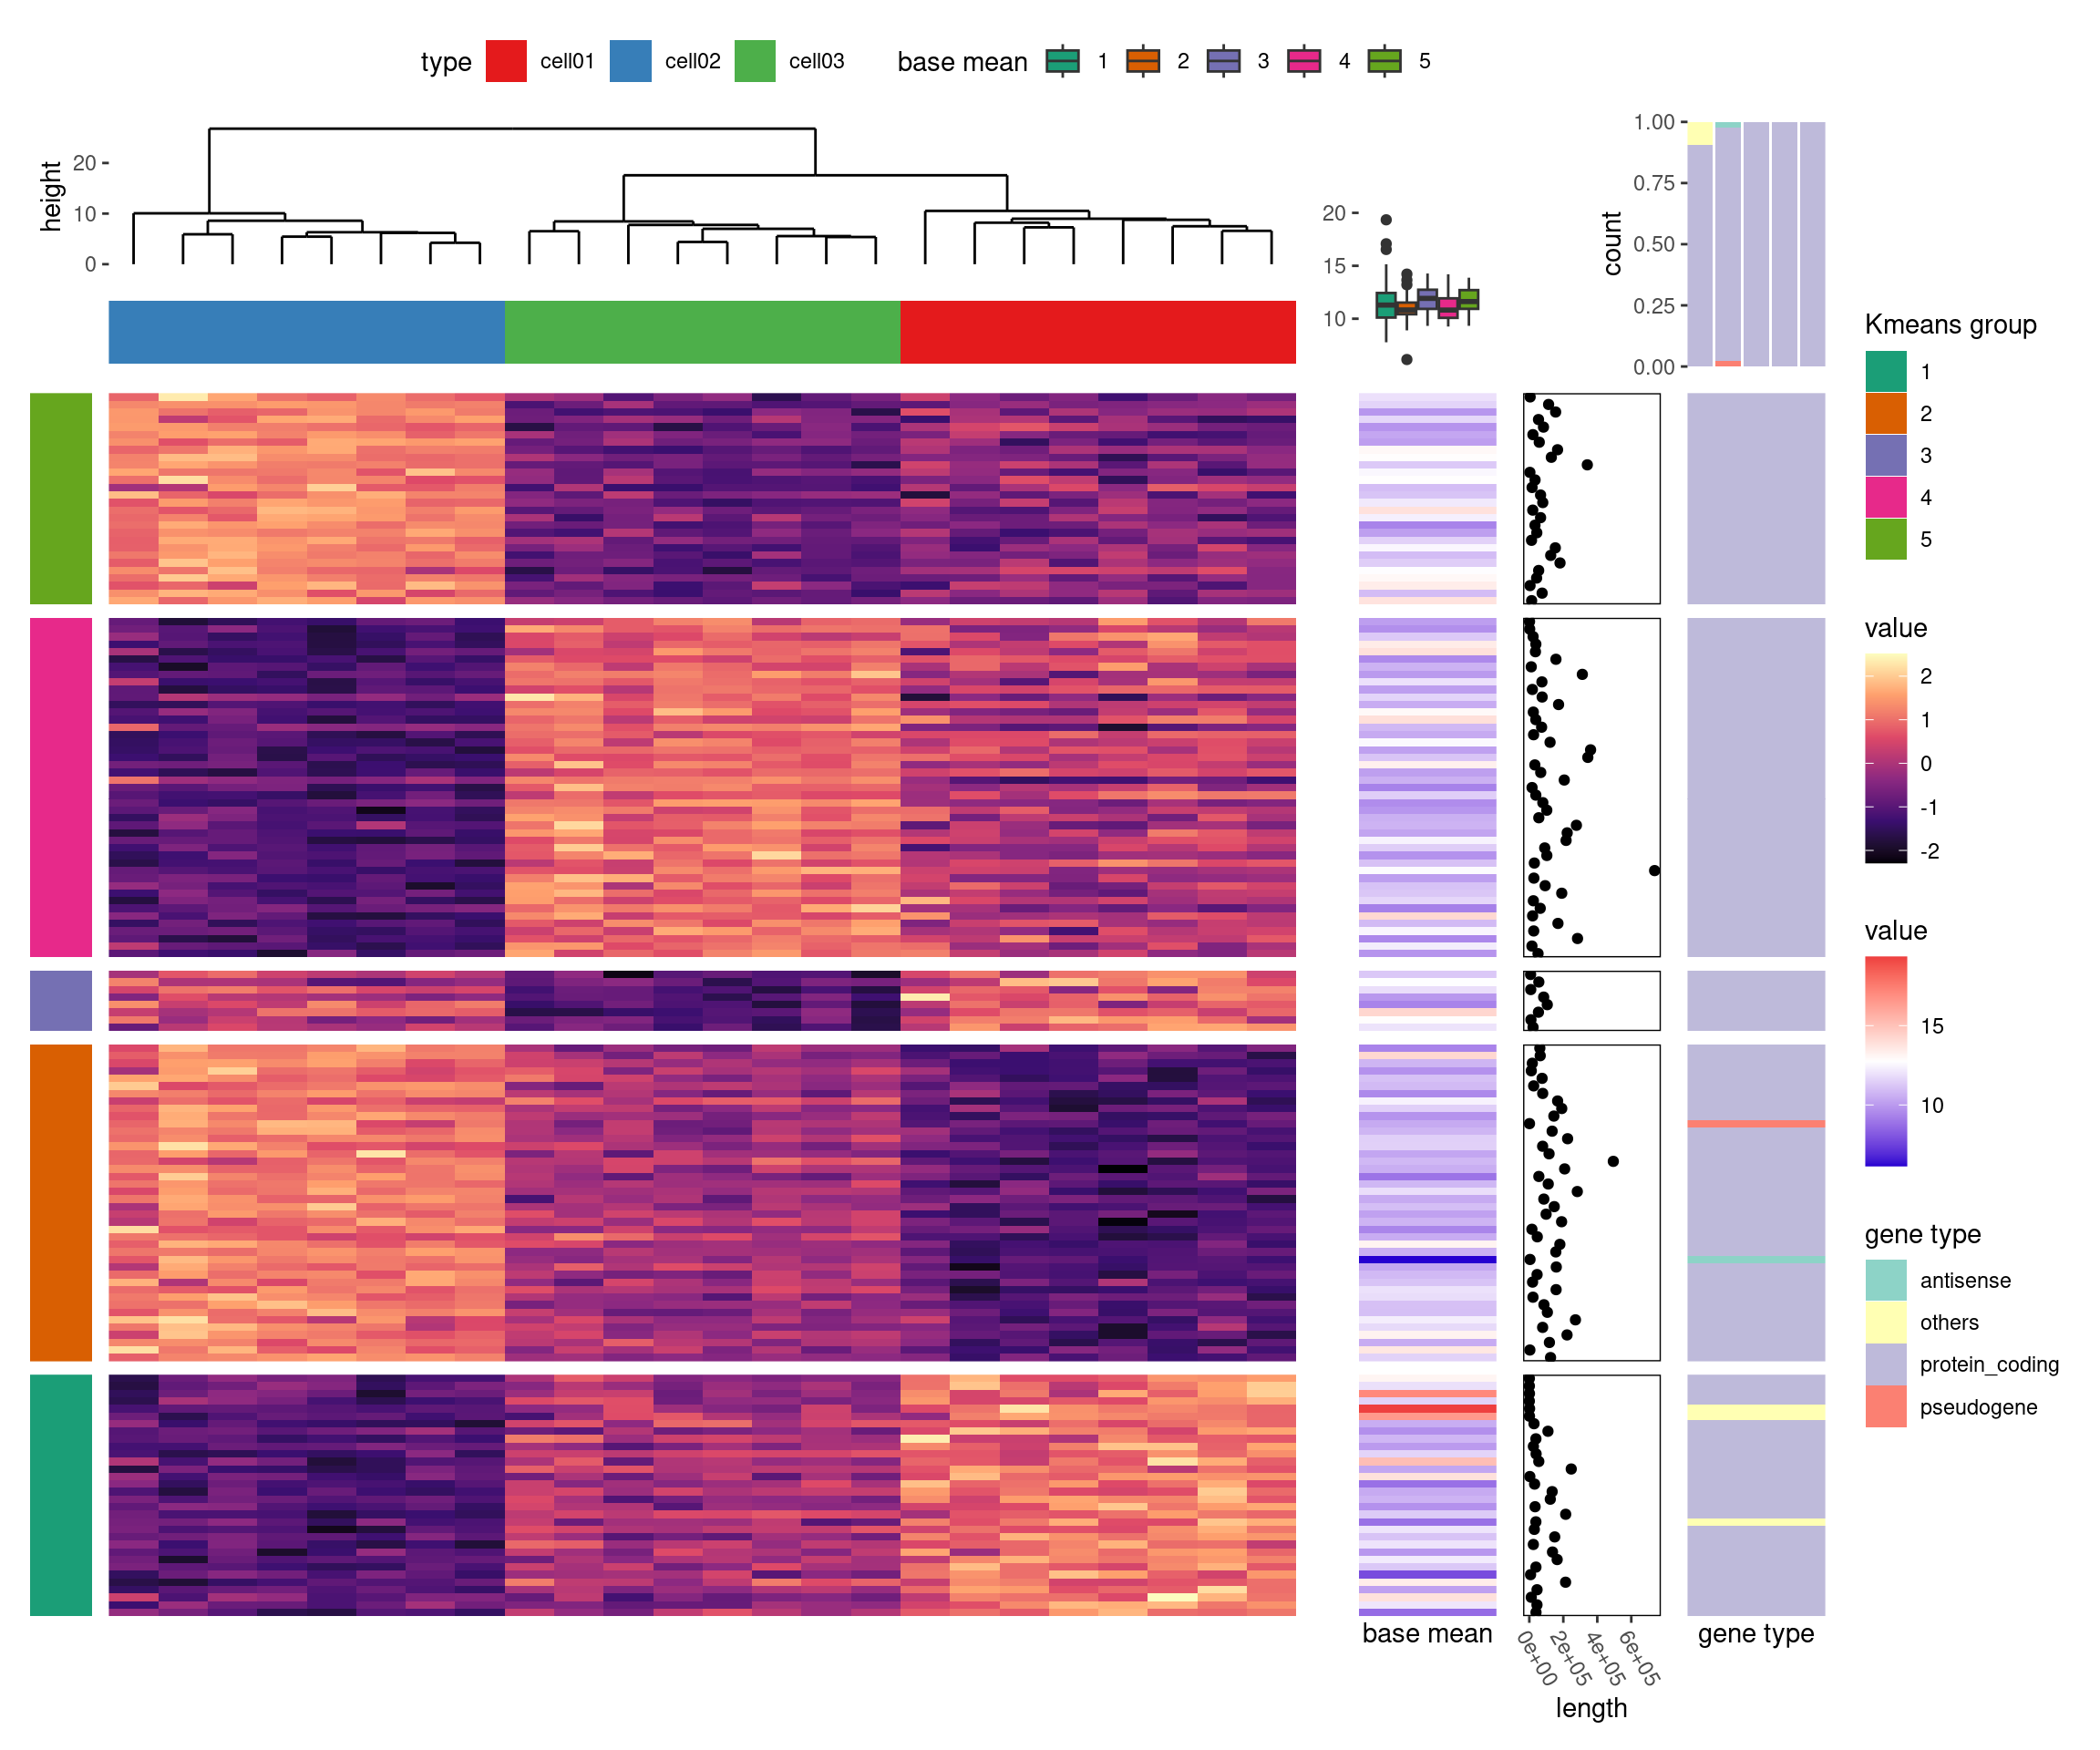 type cell01 cell02 cell03 base mean 1 2 3 4 5
height
20
10
0
20
15
10
count
1.00
0.75
0.50
0.25
0.00
Kmeans group
1
2
3
4
5
value
2
1
0
-1
-2
value
15
10
gene type
antisense
others
protein_coding
pseudogene
base mean
0e+00
2e+05
4e+05
6e+05
length
gene type